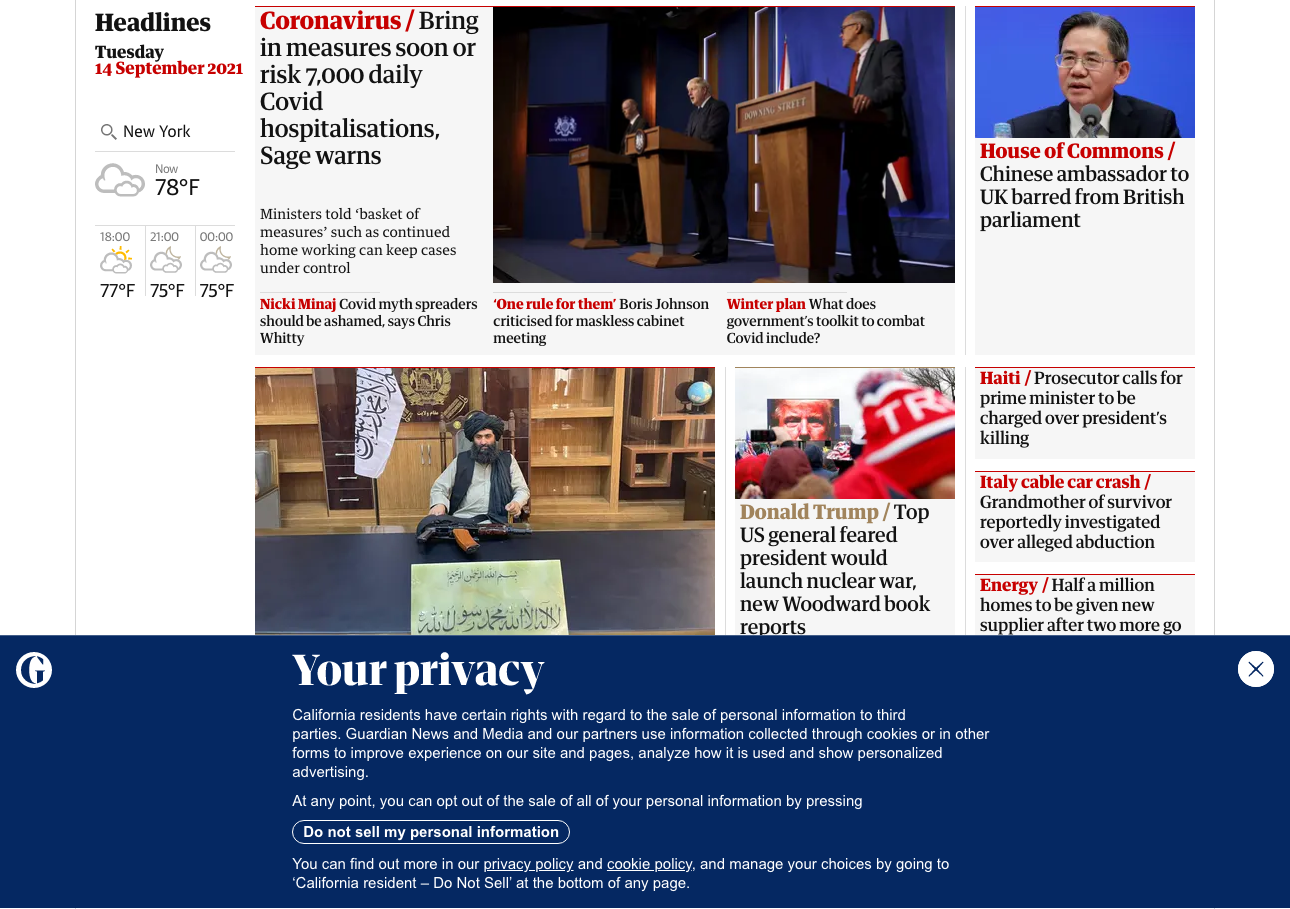 Headlines
Tuesday
14 September 2021
New York
Now
78°F
18:00
21:00
00:00
77°F
75°F
75°F
Coronavirus / Bring
in measures soon or
risk 7,000 daily
Covid
hospitalisations,
Sage warns
Ministers told ‘basket of
measures’ such as continued
home working can keep cases
under control
DOWNING STREET
Nicki Minaj Covid myth spreaders
should be ashamed, says Chris
Whitty
‘One rule for them’ Boris Johnson
criticised for maskless cabinet
meeting
Winter plan What does
government’s toolkit to combat
Covid include?
House of Commons /
Chinese ambassador to
UK barred from British
parliament
TR
Donald Trump / Top
US general feared
president would
launch nuclear war,
new Woodward book
reports
Haiti / Prosecutor calls for
prime minister to be
charged over president’s
killing
Italy cable car crash /
Grandmother of survivor
reportedly investigated
over alleged abduction
Energy / Half a million
homes to be given new
supplier after two more go
G
Your privacy
California residents have certain rights with regard to the sale of personal information to third
parties. Guardian News and Media and our partners use information collected through cookies or in other
forms to improve experience on our site and pages, analyze how it is used and show personalized
advertising.
At any point, you can opt out of the sale of all of your personal information by pressing
Do not sell my personal information
You can find out more in our privacy policy and cookie policy, and manage your choices by going to
‘California resident – Do Not Sell’ at the bottom of any page.